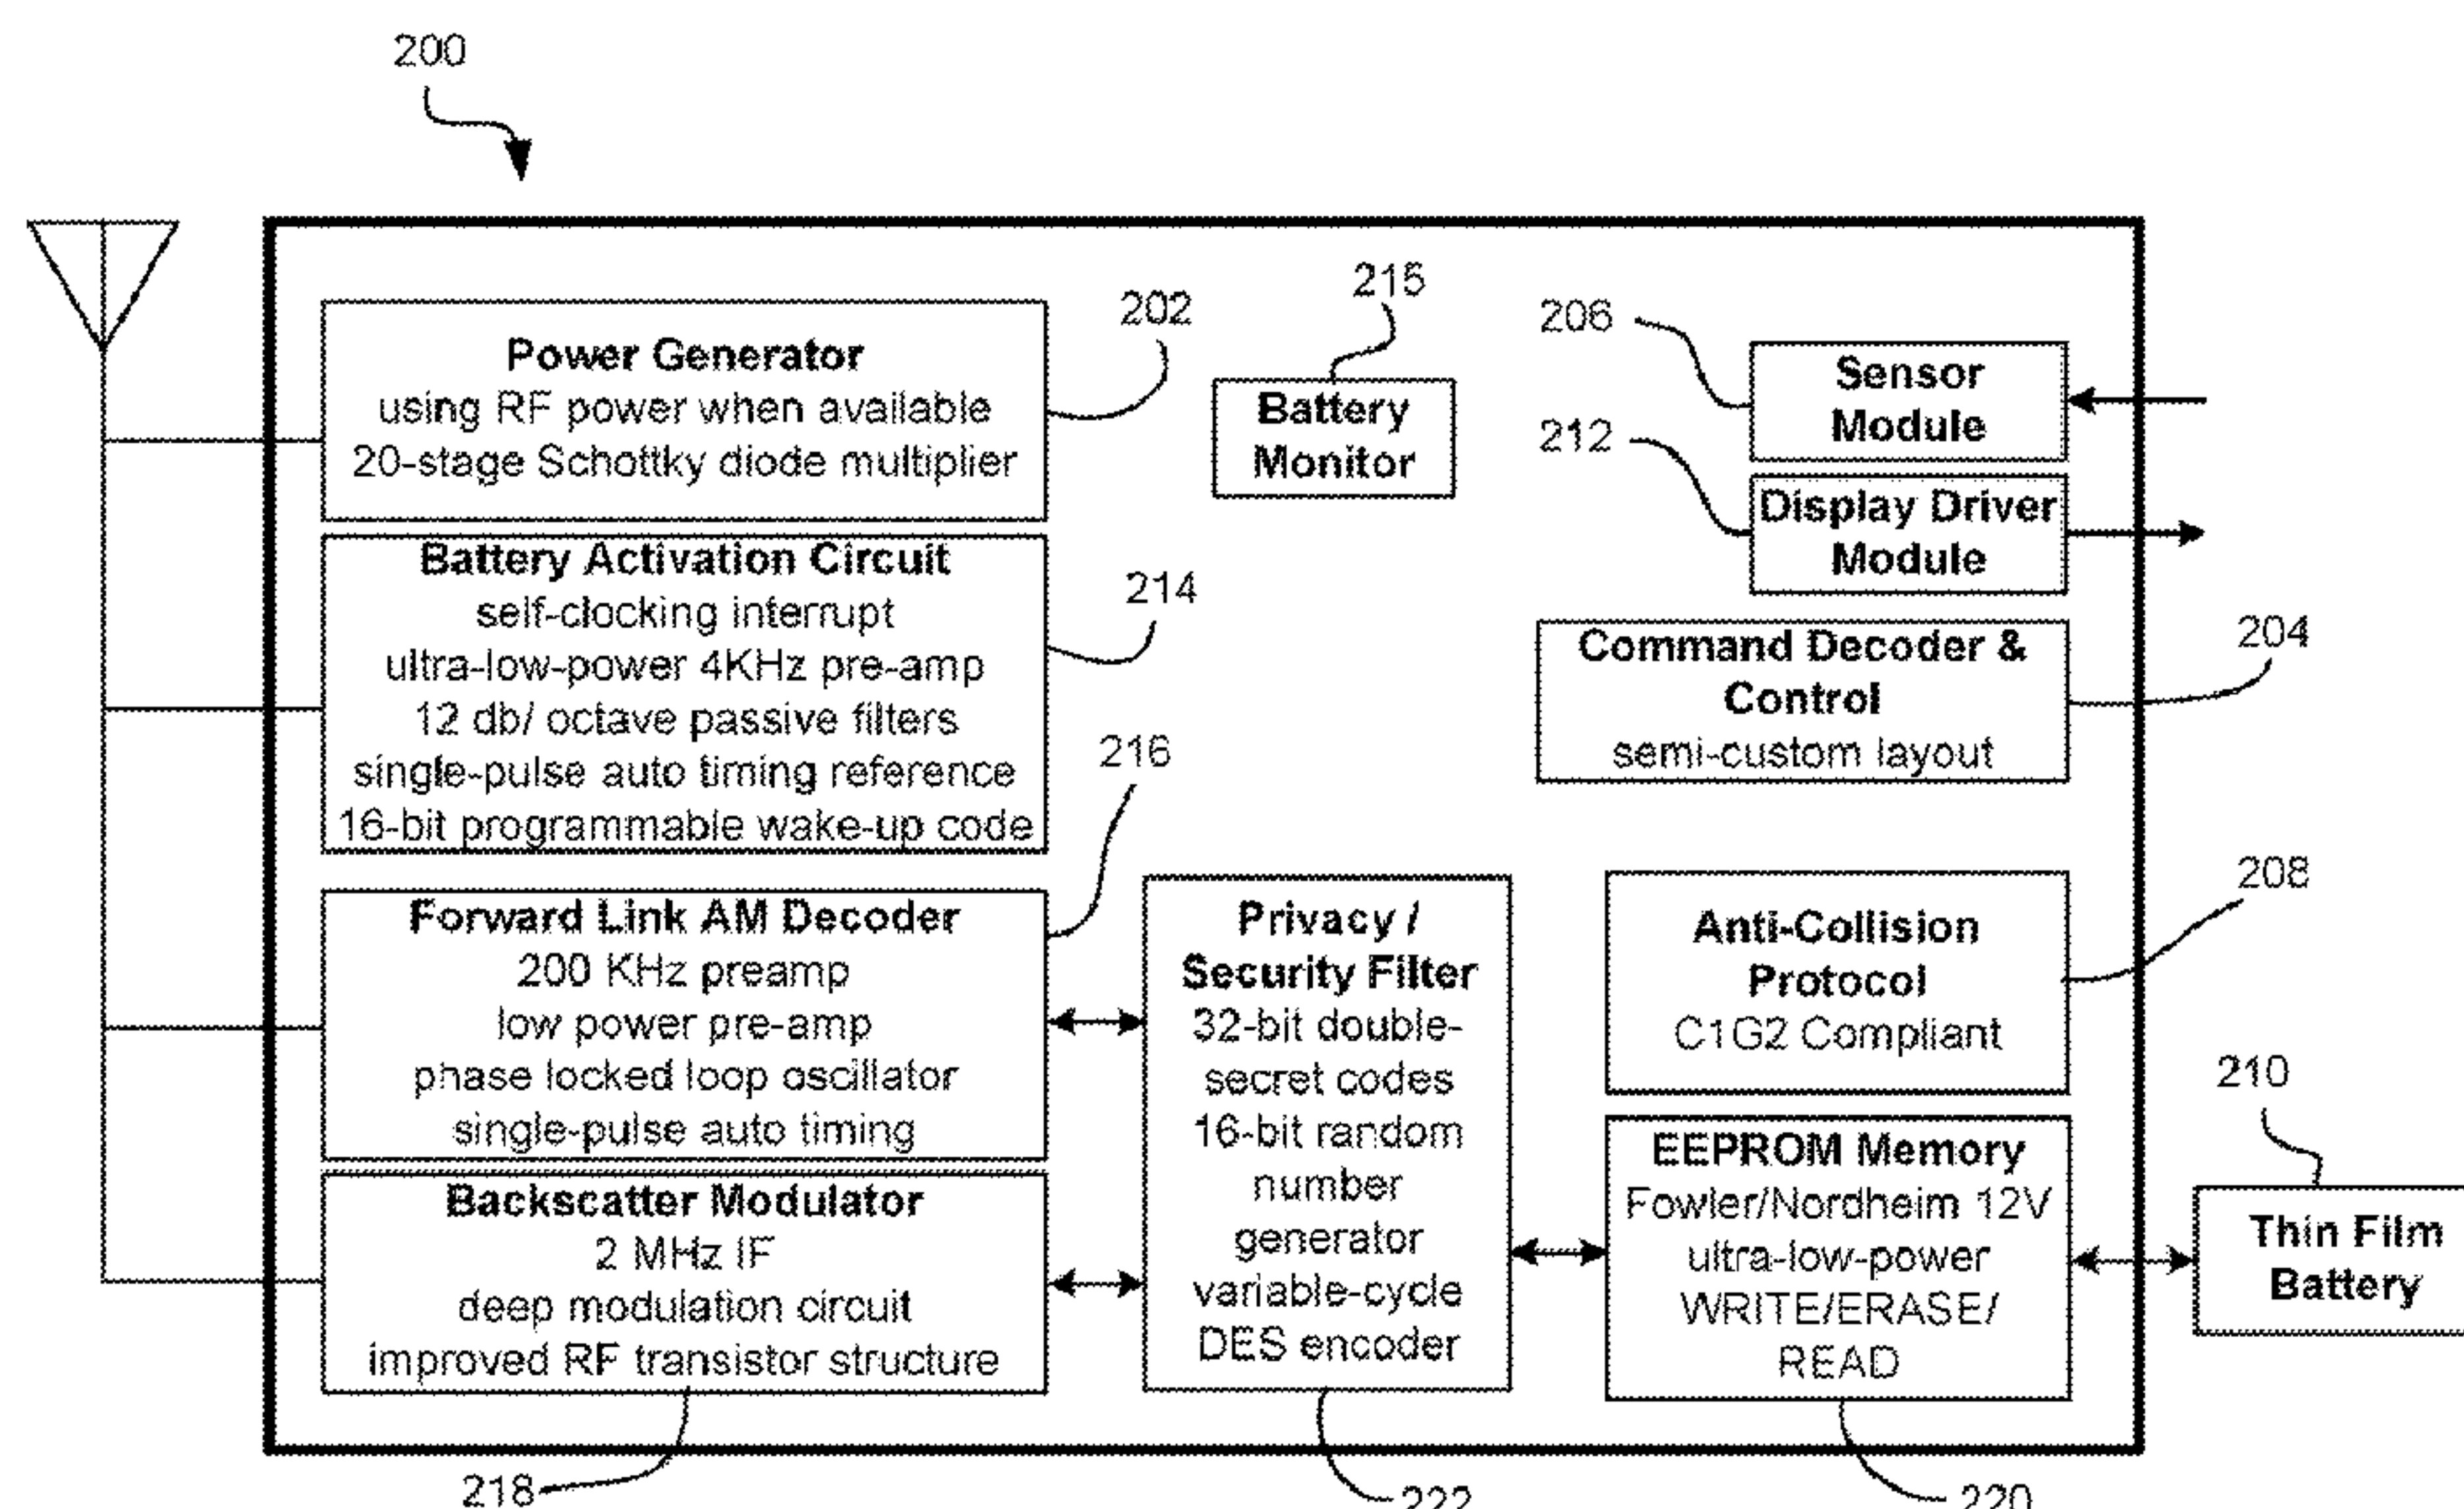 200
202
Power Generator
using RF power when available
20-stage Schottky diode multiplier
215
Battery
Monitor
206
Sensor
Module
212
Display Driver
Module
Battery Activation Circuit
self-clocking interrupt
ultra-low-power 4KHz pre-amp
12 db/ octave passive filters
single-pulse auto timing reference
16-bit programmable wake-up code
214
204
Command Decoder &
Control
semi-custom layout
216
Forward Link AM Decoder
200 KHz preamp
low power pre-amp
phase locked loop oscillator
single-pulse auto timing
Privacy /
Security Filter
32-bit double-
secret codes
16-bit random
number
generator
variable-cycle
DES encoder
208
Anti-Collision
Protocol
C1G2 Compliant
210
Backscatter Modulator
2 MHz IF
deep modulation circuit
improved RF transistor structure
EEPROM Memory
Fowler/Nordheim 12V
ultra-low-power
WRITE/ERASE/
READ
Thin Film
Battery
218
222
220